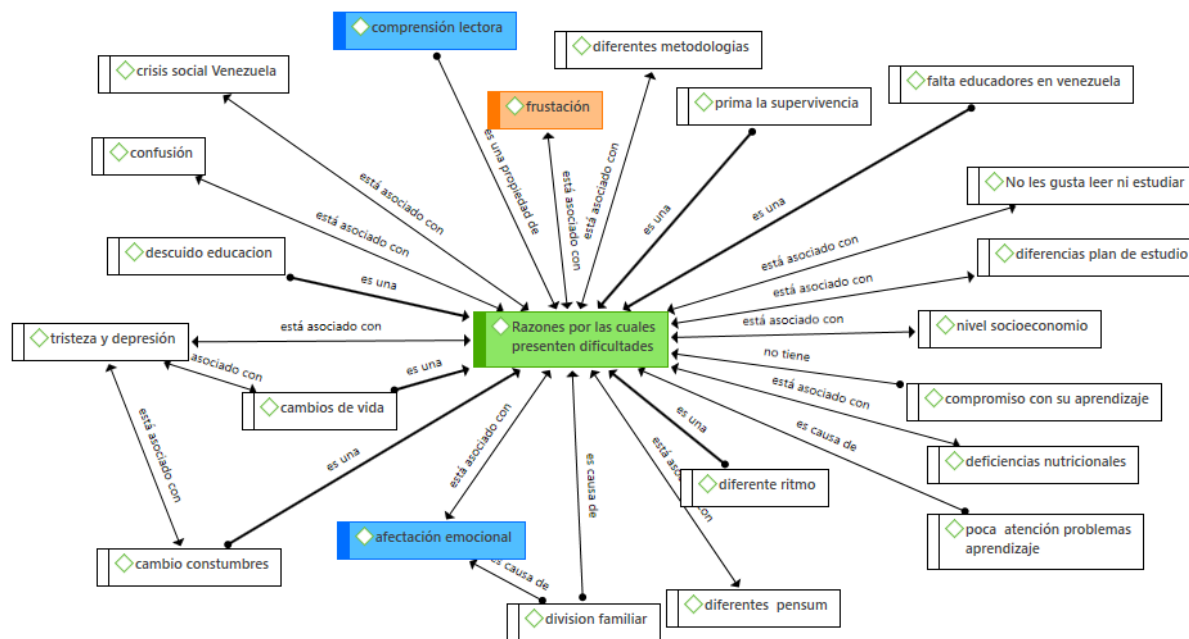 comprensión lectora
diferentes metodologias
crisis social Venezuela
falta educadores en venezuela
frustación
prima la supervivencia
confusión
es una propiedad de
está asociado con
está asociado con
está asociado con
es una
es una
No les gusta leer ni estudiar
está asociado con
está asociado con
descuido educacion
es una
diferencias plan de estudio
está asociado con
tristeza y depresión
está asociado con
Razones por las cuales
presenten dificultades
está asociado con
nivel socioeconomio
no tiene
asociado con
es una
cambios de vida
está asociado con
compromiso con su aprendizaje
está asociado con
es una
está asociado con
es una
es causa de
deficiencias nutricionales
es causa de
está aso
con
diferente ritmo
afectación emocional
poca atención problemas
aprendizaje
cambio constumbres
es causa de
division familiar
diferentes pensum